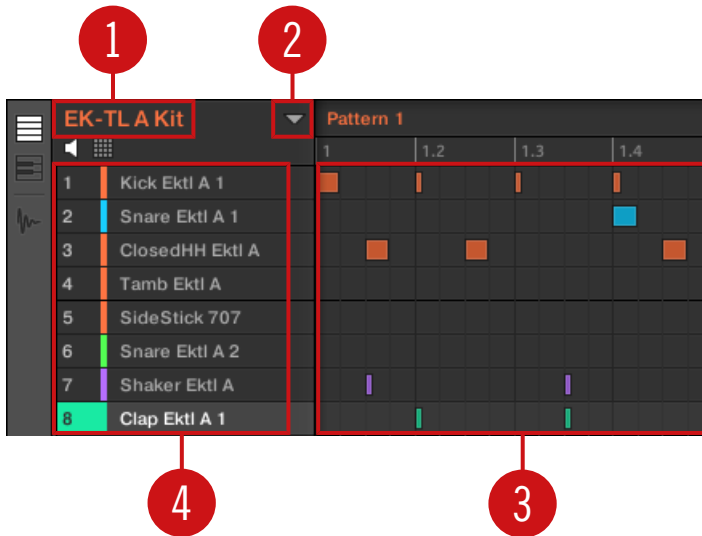 1 2
EK-TL A Kit
Pattern 1
1 1.2 1.3 1.4
1 Kick Ektl A 1
2 Snare Ektl A 1
3 ClosedHH Ektl A
4 Tamb Ektl A
5 SideStick 707
6 Snare Ektl A 2
7 Shaker Ektl A
8 Clap Ektl A 1
4 3